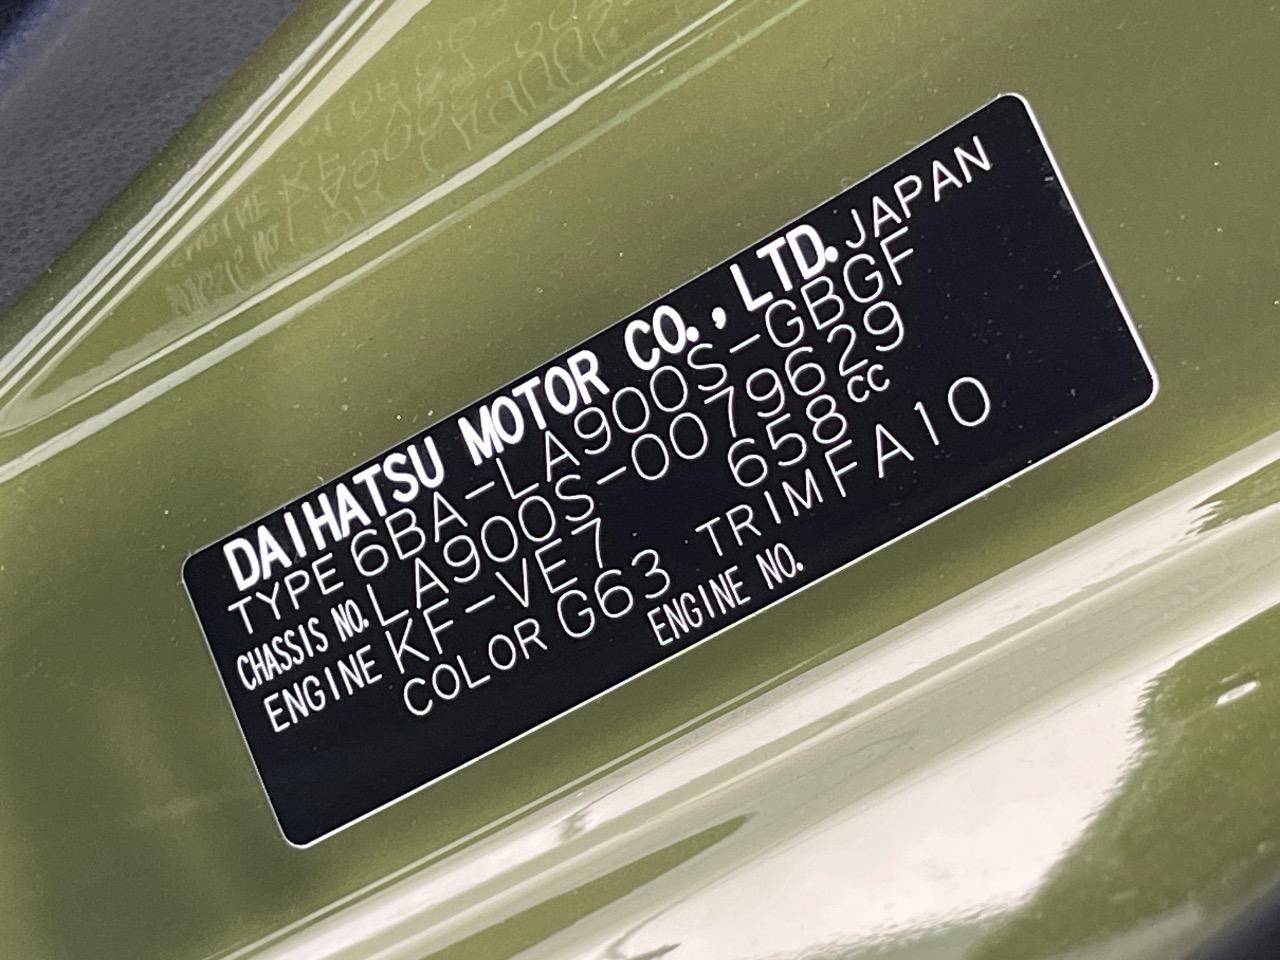 DAIHATSU MOTOR CO., LTD. JAPAN
TYPE 6BA-LA900S-GBGF
CHASSIS NO. LA900S-0079629
ENGINE KF-VE7 658cc
COLOR G63 TRIM FA10
ENGINE NO.